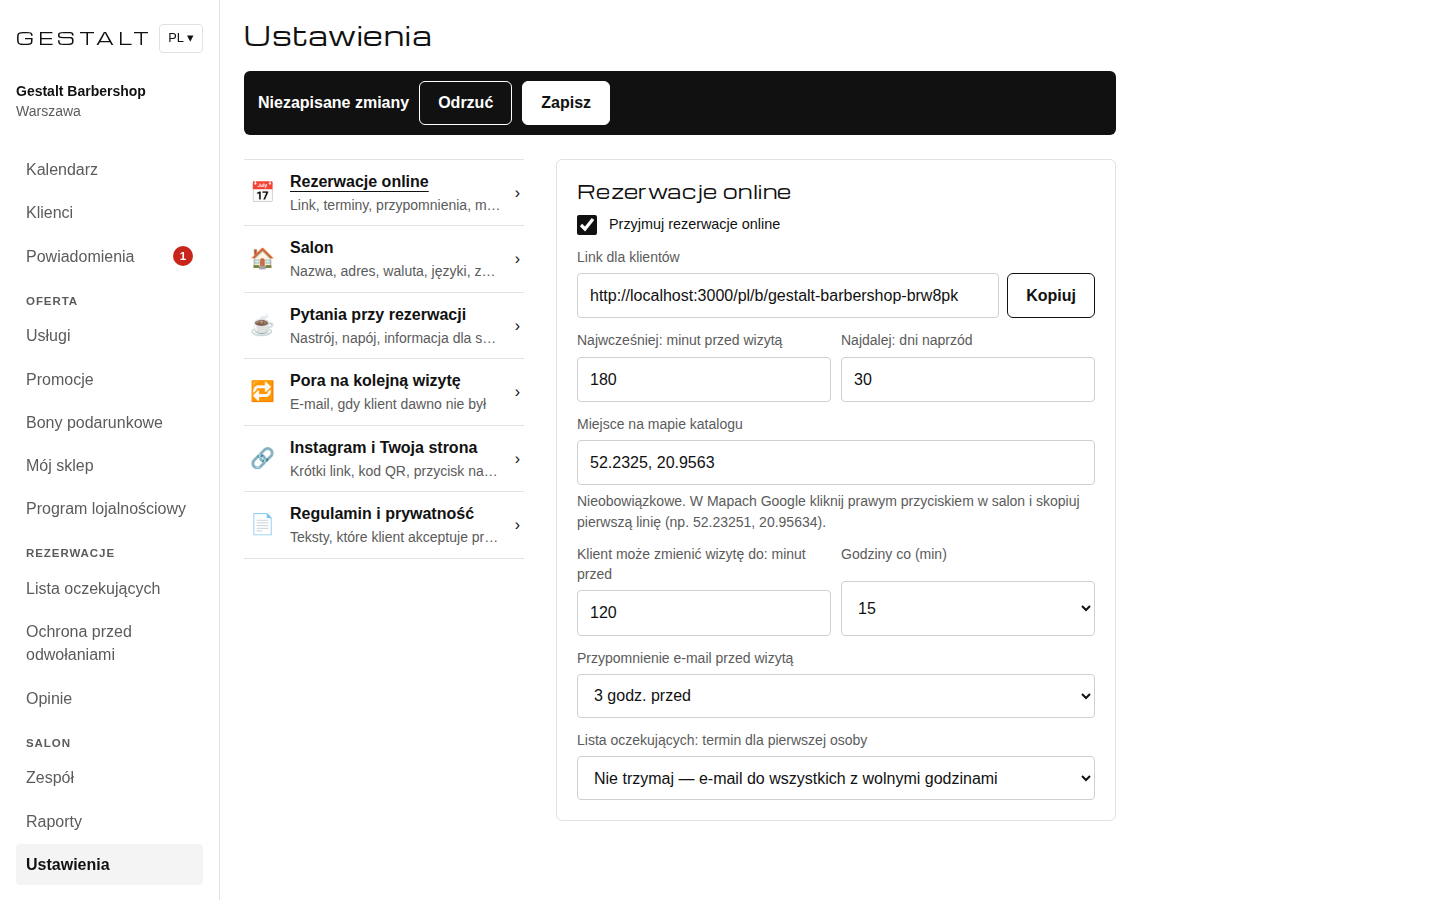 GESTALT
PL ▾
Gestalt Barbershop
Warszawa
Kalendarz
Klienci
Powiadomienia
1
OFERTA
Usługi
Promocje
Bony podarunkowe
Mój sklep
Program lojalnościowy
REZERWACJE
Lista oczekujących
Ochrona przed
odwołaniami
Opinie
SALON
Zespół
Raporty
Ustawienia
Ustawienia
Niezapisane zmiany
Odrzuć
Zapisz
Rezerwacje online
Link, terminy, przypomnienia, m…
Salon
Nazwa, adres, waluta, języki, z…
Pytania przy rezerwacji
Nastrój, napój, informacja dla s…
Pora na kolejną wizytę
E-mail, gdy klient dawno nie był
Instagram i Twoja strona
Krótki link, kod QR, przycisk na…
Regulamin i prywatność
Teksty, które klient akceptuje pr…
Rezerwacje online
Przyjmuj rezerwacje online
Link dla klientów
http://localhost:3000/pl/b/gestalt-barbershop-brw8pk
Kopiuj
Najwcześniej: minut przed wizytą
Najdalej: dni naprzód
180
30
Miejsce na mapie katalogu
52.2325, 20.9563
Nieobowiązkowe. W Mapach Google kliknij prawym przyciskiem w salon i skopiuj
pierwszą linię (np. 52.23251, 20.95634).
Klient może zmienić wizytę do: minut
przed
Godziny co (min)
120
15
Przypomnienie e-mail przed wizytą
3 godz. przed
Lista oczekujących: termin dla pierwszej osoby
Nie trzymaj — e-mail do wszystkich z wolnymi godzinami